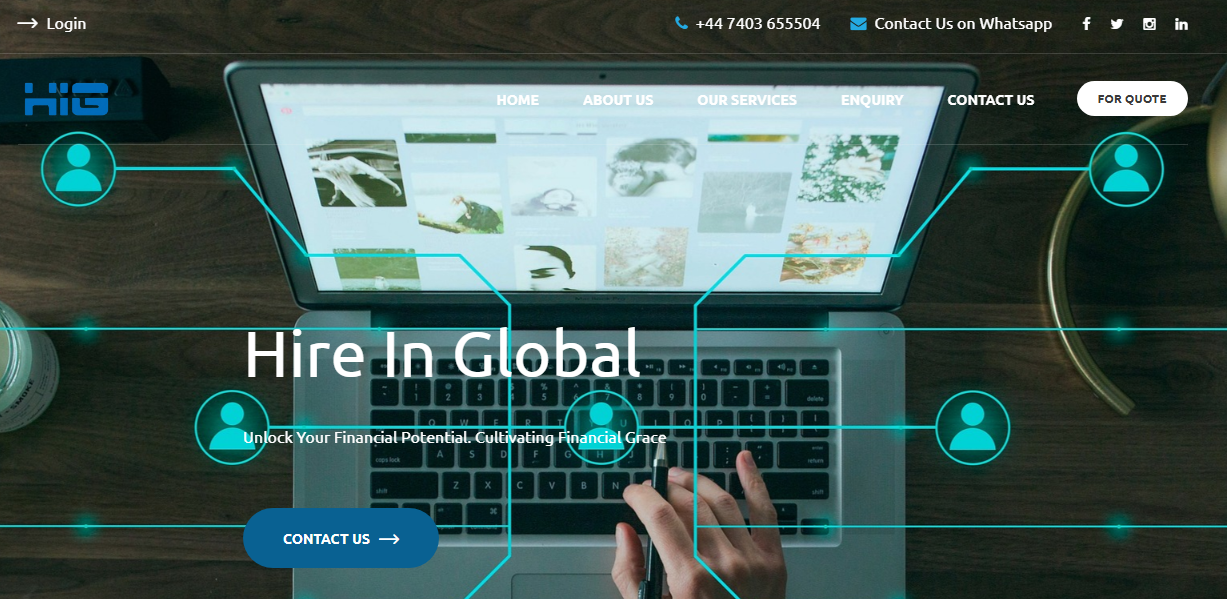 Login
+44 7403 655504
Contact Us on Whatsapp
HIG
HOME
ABOUT US
OUR SERVICES
ENQUIRY
CONTACT US
FOR QUOTE
Hire In Global
Unlock Your Financial Potential. Cultivating Financial Grace
CONTACT US